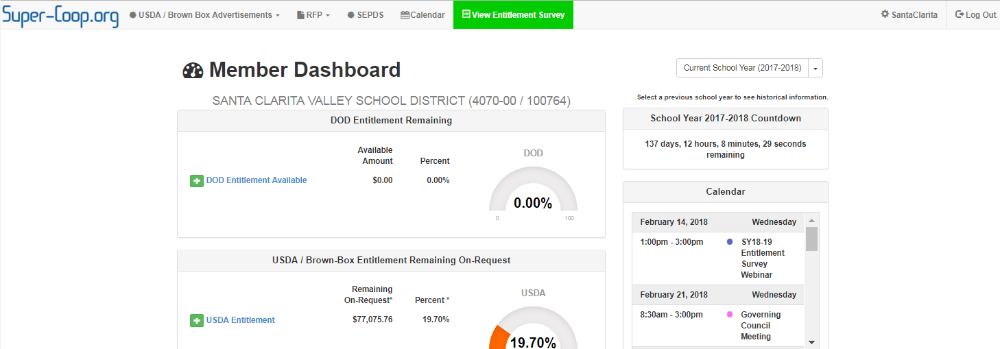 Super-Coop.org USDA / Brown Box Advertisements RFP SEPDS Calendar View Entitlement Survey SantaClarita Log Out
Member Dashboard
Current School Year (2017-2018)
SANTA CLARITA VALLEY SCHOOL DISTRICT (4070-00 / 100764)
Select a previous school year to see historical information.
DOD Entitlement Remaining
Available
Amount
Percent
DOD Entitlement Available $0.00 0.00%
DOD
0.00%
0 100
USDA / Brown-Box Entitlement Remaining On-Request
Remaining
On-Request*
Percent *
USDA Entitlement $77,075.76 19.70%
USDA
19.70%
School Year 2017-2018 Countdown
137 days, 12 hours, 8 minutes, 29 seconds
remaining
Calendar
February 14, 2018 Wednesday
1:00pm - 3:00pm SY18-19
Entitlement
Survey
Webinar
February 21, 2018 Wednesday
8:30am - 3:00pm Governing
Council
Meeting